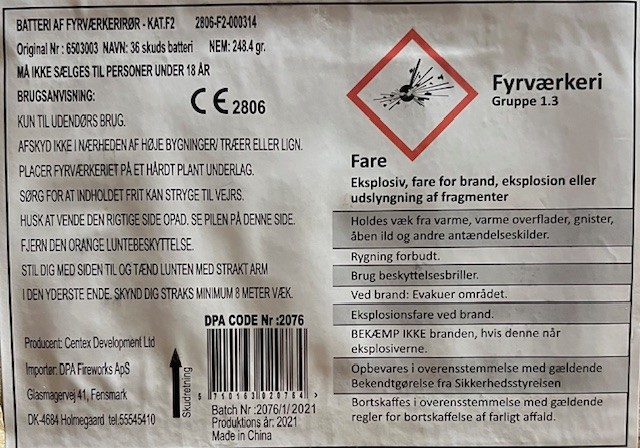 BATTERI AF FYRVÆRKERIRØR - KAT.F2 2806-F2-000314
Original Nr : 6503003 NAVN: 36 skuds batteri NEM: 248.4 gr.
MÅ IKKE SÆLGES TIL PERSONER UNDER 18 ÅR
BRUGSANVISNING:
CE 2806
KUN TIL UDENDØRS BRUG.
AFSKYD IKKE I NÆRHEDEN AF HØJE BYGNINGER/ TRÆER ELLER LIGN.
PLACER FYRVÆRKERIET PÅ ET HÅRDT PLANT UNDERLAG.
SØRG FOR AT INDHOLDET FRIT KAN STRYGE TIL VEJRS.
HUSK AT VENDE DEN RIGTIGE SIDE OPAD. SE PILEN PÅ DENNE SIDE.
FJERN DEN ORANGE LUNTEBESKYTTELSE.
STIL DIG MED SIDEN TIL OG TÆND LUNTEN MED STRAKT ARM
I DEN YDERSTE ENDE. SKYND DIG STRAKS MINIMUM 8 METER VÆK.
Producent: Centex Development Ltd
Importør: DPA Fireworks ApS
Glasmagervej 41, Fensmark
DK-4684 Holmegaard tel.55545410
Skudretning
DPA CODE Nr :2076
5 710163 020764 >
Batch Nr :2076/1/2021
Produktions år: 2021
Made in China
Fyrværkeri
Gruppe 1.3
Fare
Eksplosiv, fare for brand, eksplosion eller
udslyngning af fragmenter
Holdes væk fra varme, varme overflader, gnister,
åben ild og andre antændelseskilder.
Rygning forbudt.
Brug beskyttelsesbriller.
Ved brand: Evakuer området.
Eksplosionsfare ved brand.
BEKÆMP IKKE branden, hvis denne når
eksplosiverne.
Opbevares i overensstemmelse med gældende
Bekendtgørelse fra Sikkerhedsstyreisen
Bortskaffes i overensstemmelse med gældende
regler for bortskaffelse af farligt affald.